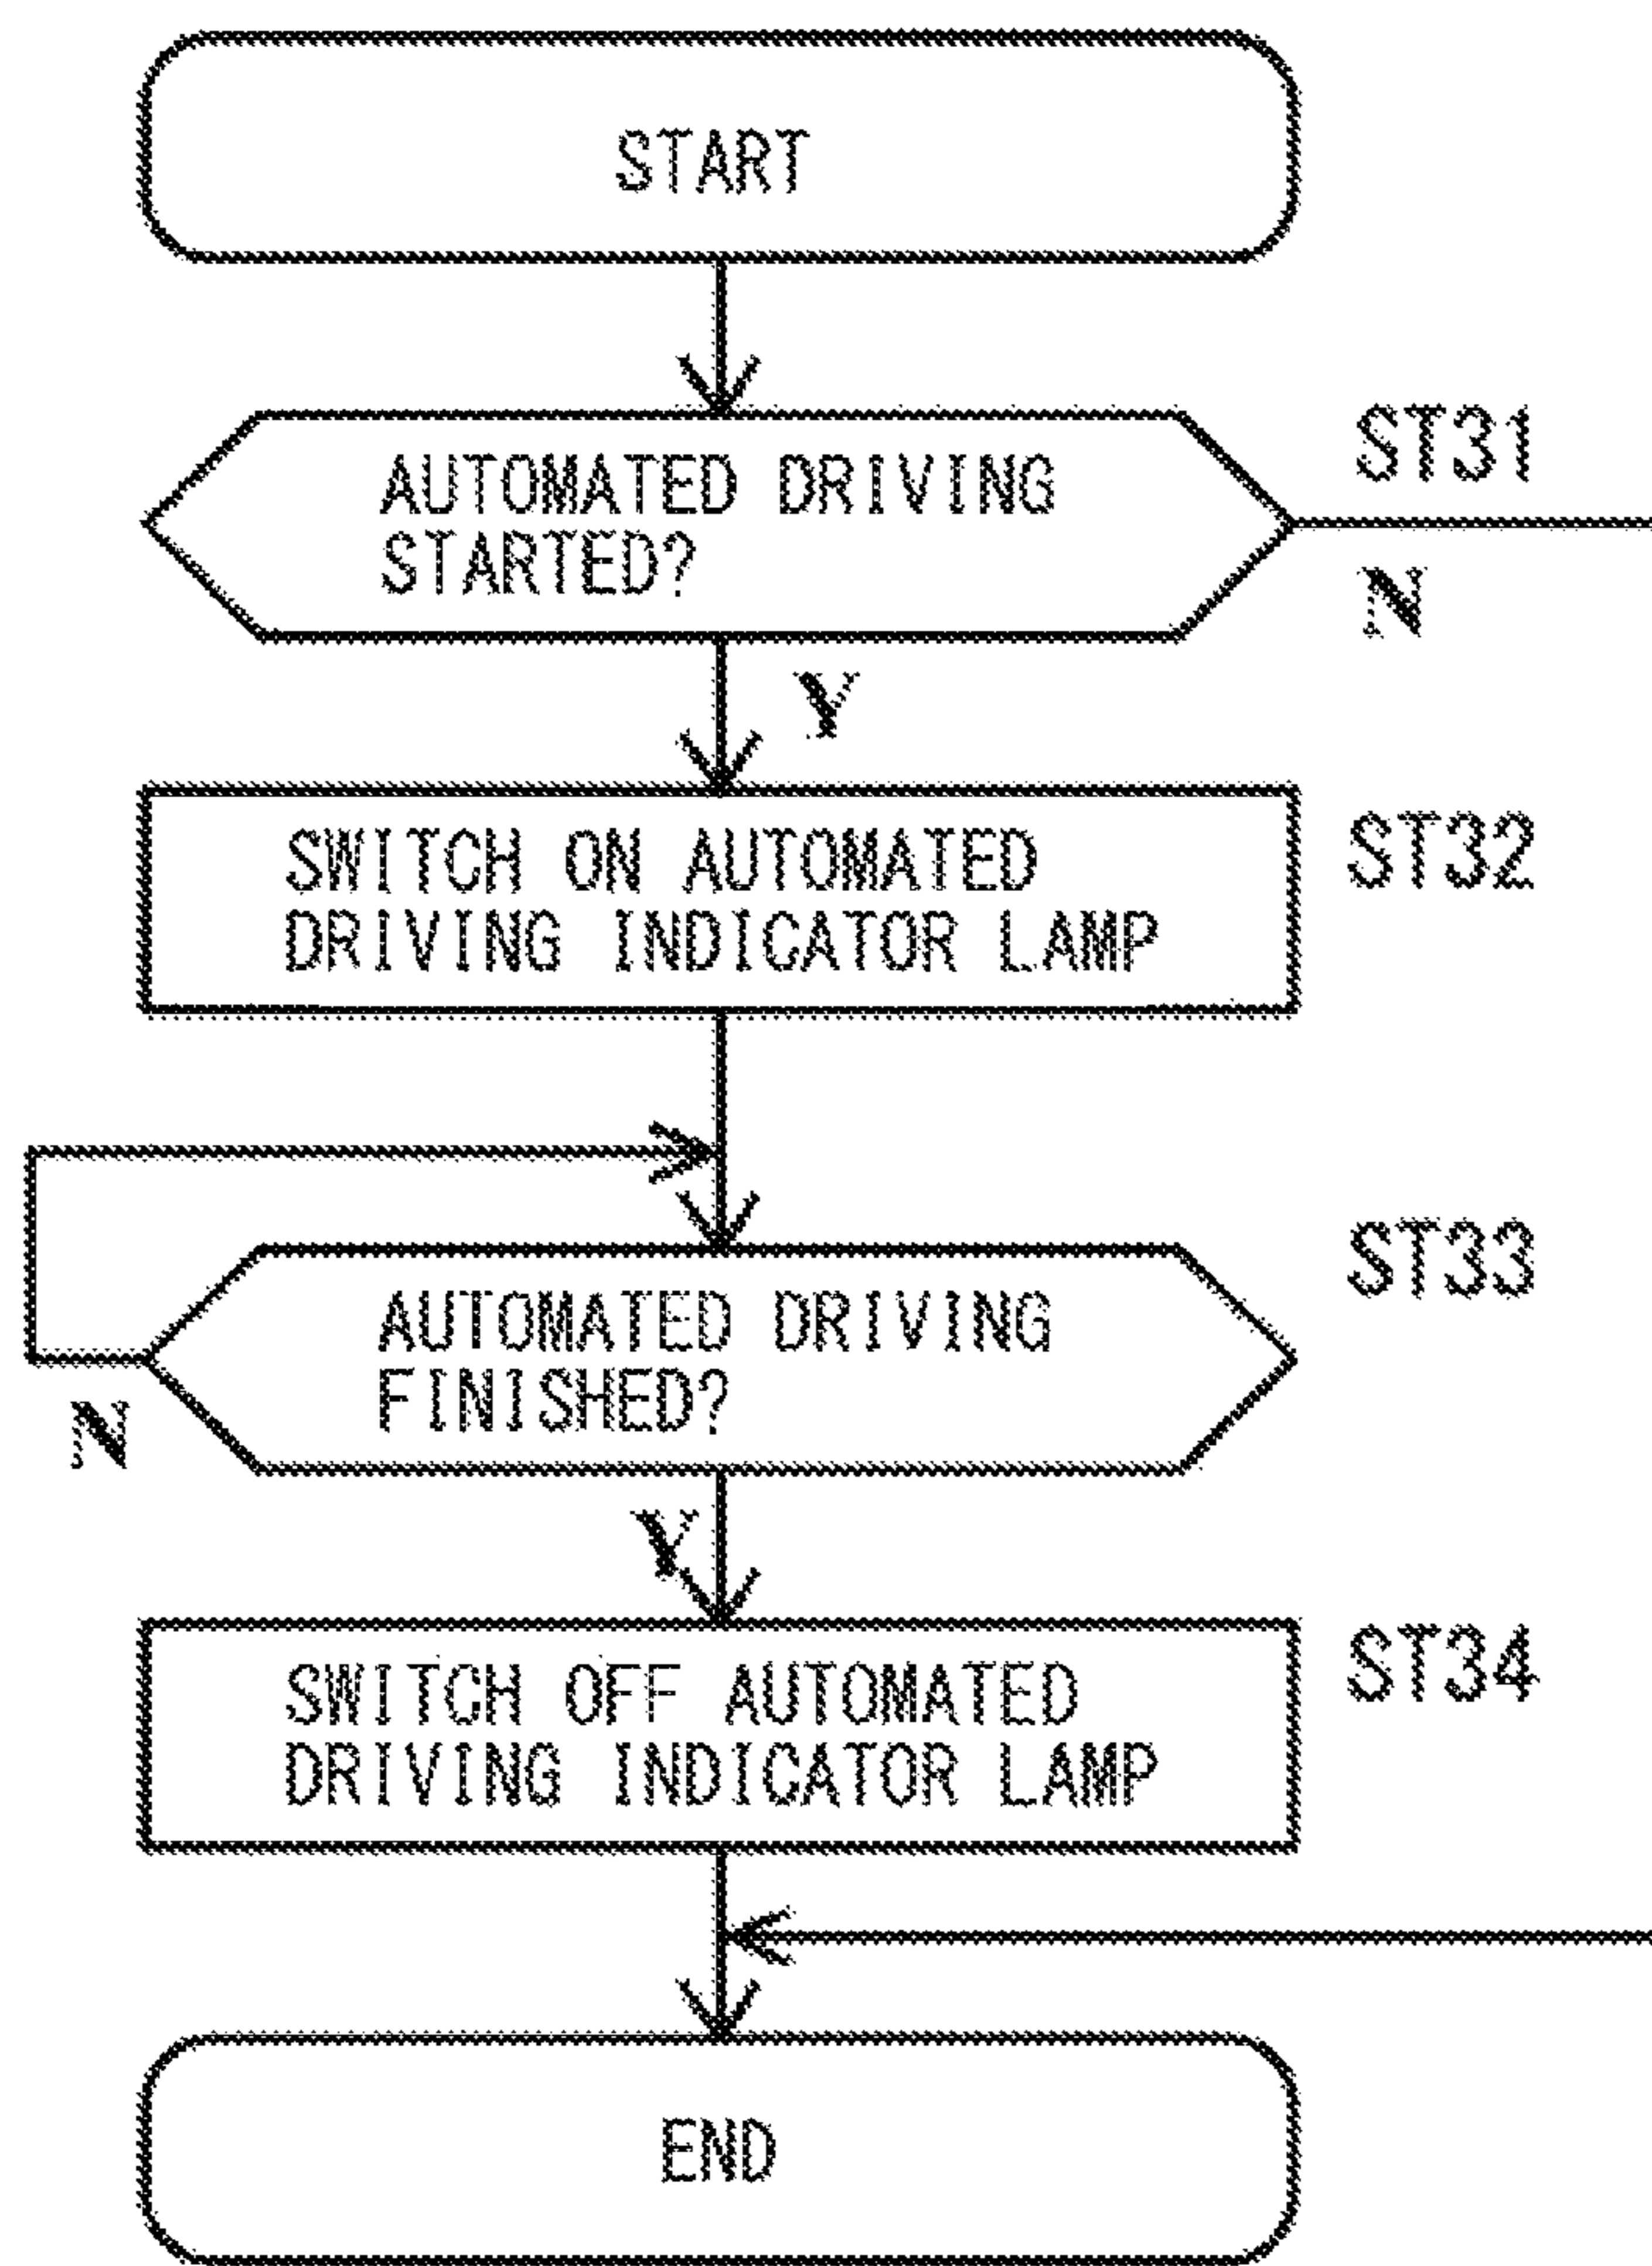 START
AUTOMATED DRIVING
STARTED?
ST31
N
Y
SWITCH ON AUTOMATED
DRIVING INDICATOR LAMP
ST32
AUTOMATED DRIVING
FINISHED?
ST33
N
Y
SWITCH OFF AUTOMATED
DRIVING INDICATOR LAMP
ST34
END